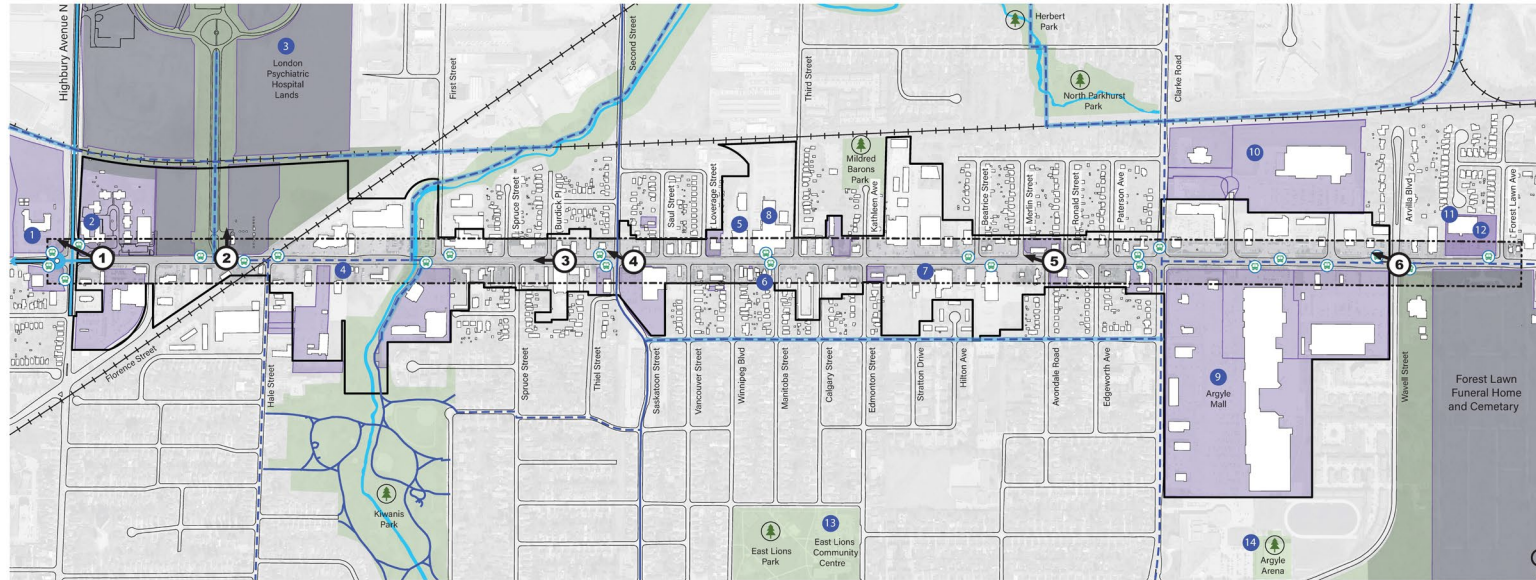 Highbury Avenue N
3
London
Psychiatric
Hospital
Lands
First Street
Second Street
Third Street
Herbert
Park
North Parkhurst
Park
Clarke Road
1
2
Spruce Street
Burdick Pl
Saul Street
Loverage Street
5
8
Mildred
Barons Park
Kathleen Ave
Beatrice Street
Merlin Street
Ronald Street
Paterson Ave
10
Arvilla Blvd
11
12
Forest Lawn Ave
1
2
4
3
4
6
7
5
6
Florence Street
Hale Street
Spruce Street
Thiel Street
Saskatoon Street
Vancouver Street
Winnipeg Blvd
Manitoba Street
Calgary Street
Edmonton Street
Stratton Drive
Hilton Ave
Avondale Road
Edgeworth Ave
9
Argyle
Mall
Wavell Street
Forest Lawn
Funeral Home
and Cemetary
Kiwanis
Park
East Lions
Park
13
East Lions
Community
Centre
14
Argyle
Arena